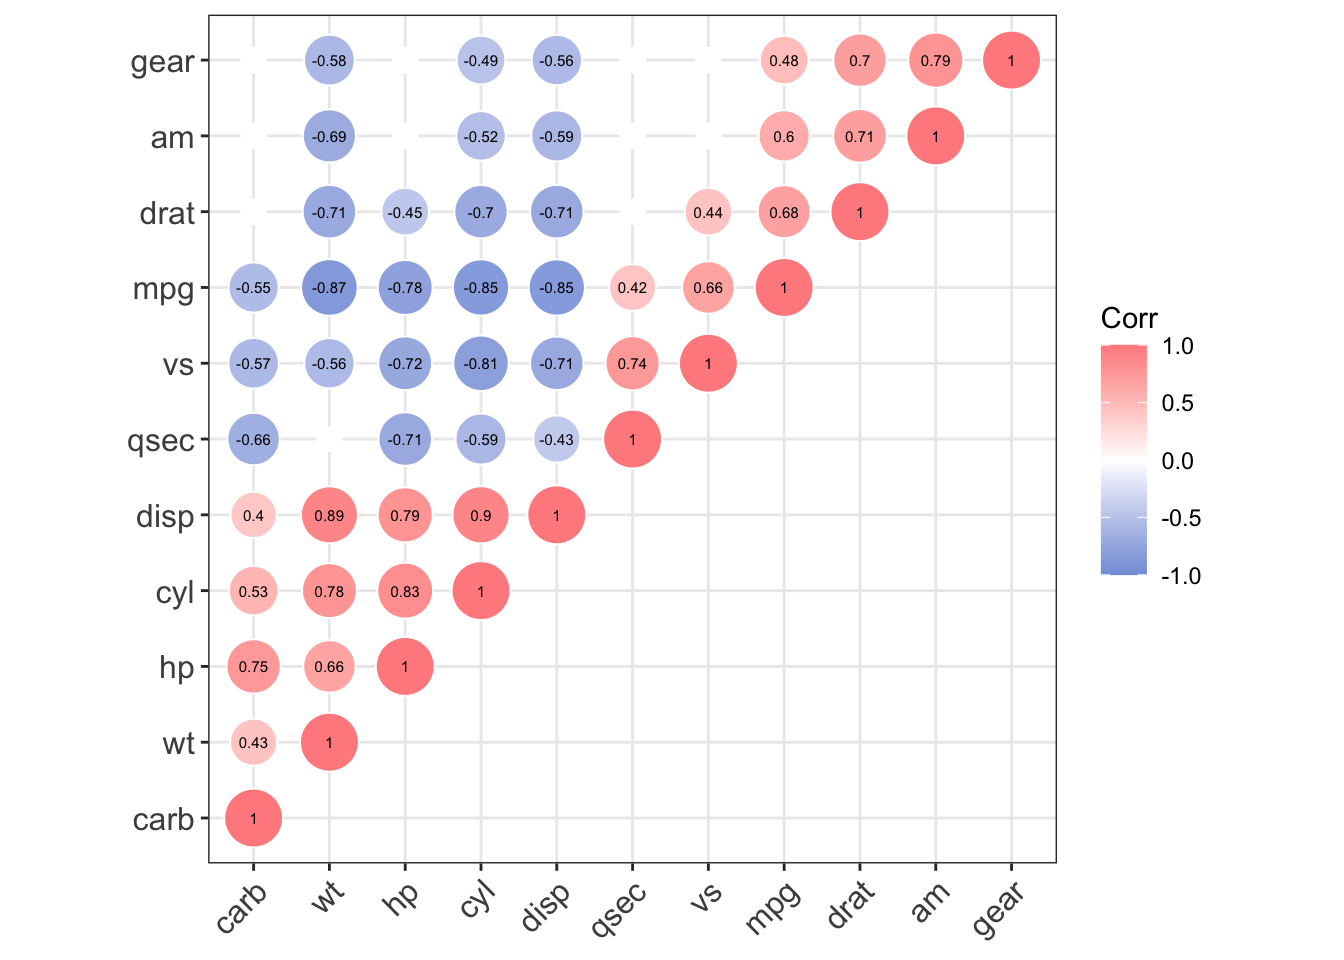 gear -0.58 -0.49 -0.56 0.48 0.7 0.79 1
am -0.69 -0.52 -0.59 0.6 0.71 1
drat -0.71 -0.45 -0.7 -0.71 0.44 0.68 1
mpg -0.55 -0.87 -0.78 -0.85 -0.85 0.42 0.66 1
vs -0.57 -0.56 -0.72 -0.81 -0.71 0.74 1
qsec -0.66 -0.71 -0.59 -0.43 1
disp 0.4 0.89 0.79 0.9 1
cyl 0.53 0.78 0.83 1
hp 0.75 0.66 1
wt 0.43 1
carb 1
carb wt hp cyl disp qsec vs mpg drat am gear
Corr
1.0
0.5
0.0
-0.5
-1.0